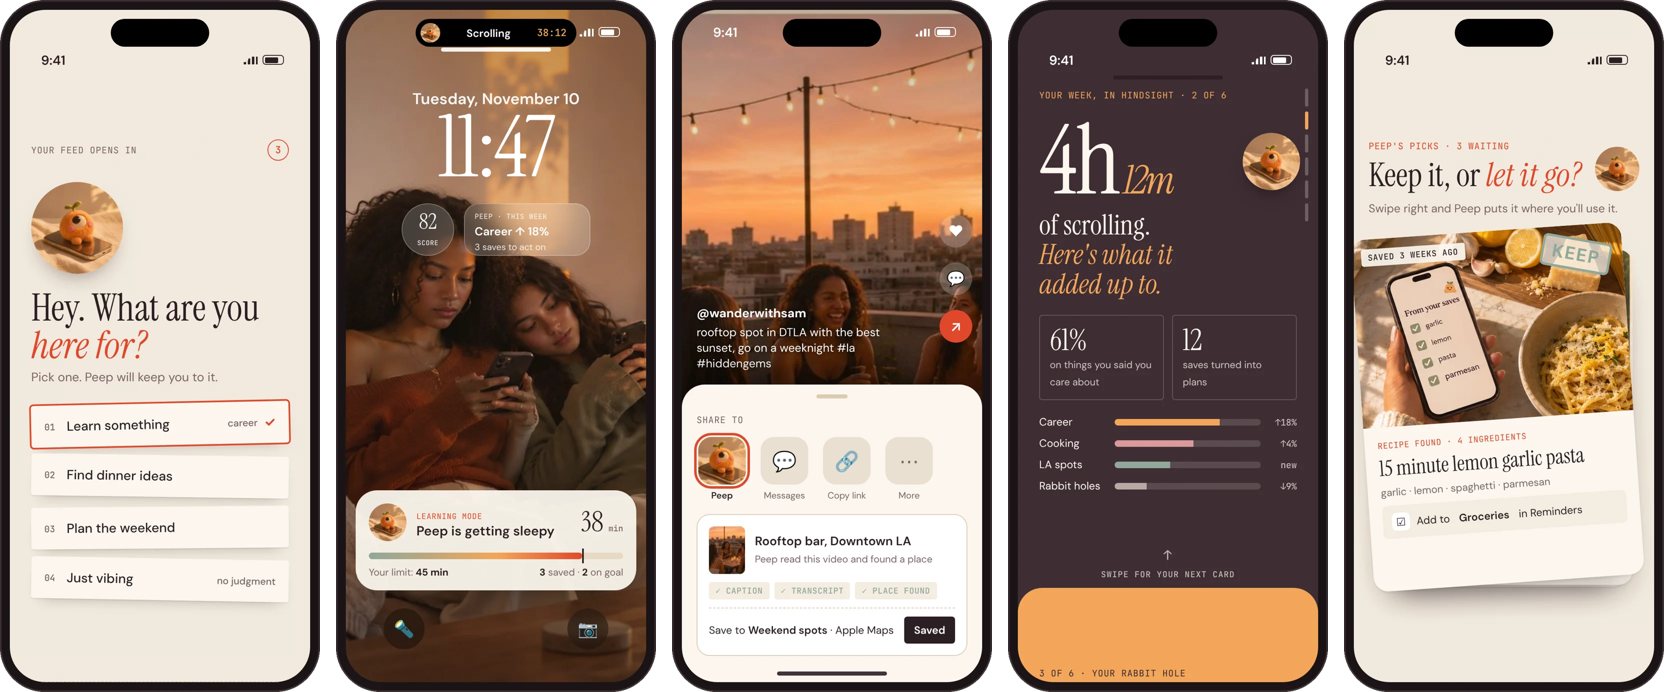 9:41
YOUR FEED OPENS IN
3
Hey. What are you
here for?
Pick one. Peep will keep you to it.
01 Learn something career ✓
02 Find dinner ideas
03 Plan the weekend
04 Just vibing no judgment
Scrolling 38:12
Tuesday, November 10
11:47
82
SCORE
PEEP · THIS WEEK
Career ↑ 18%
3 saves to act on
LEARNING MODE
Peep is getting sleepy
38 min
Your limit: 45 min
3 saved · 2 on goal
9:41
@wanderwithsam
rooftop spot in DTLA with the best
sunset, go on a weeknight #la
#hiddengems
SHARE TO
Peep
Messages
Copy link
More
Rooftop bar, Downtown LA
Peep read this video and found a place
✓ CAPTION
✓ TRANSCRIPT
✓ PLACE FOUND
Save to Weekend spots · Apple Maps
Saved
9:41
YOUR WEEK, IN HINDSIGHT · 2 OF 6
4h 12m
of scrolling.
Here's what it
added up to.
61%
on things you said you
care about
12
saves turned into
plans
Career ↑18%
Cooking ↑4%
LA spots new
Rabbit holes ↓9%
↑
SWIPE FOR YOUR NEXT CARD
3 OF 6 · YOUR RABBIT HOLE
9:41
PEEP'S PICKS · 3 WAITING
Keep it, or let it go?
Swipe right and Peep puts it where you'll use it.
SAVED 3 WEEKS AGO
KEEP
From your saves
garlic
lemon
pasta
parmesan
RECIPE FOUND · 4 INGREDIENTS
15 minute lemon garlic pasta
garlic · lemon · spaghetti · parmesan
Add to Groceries in Reminders